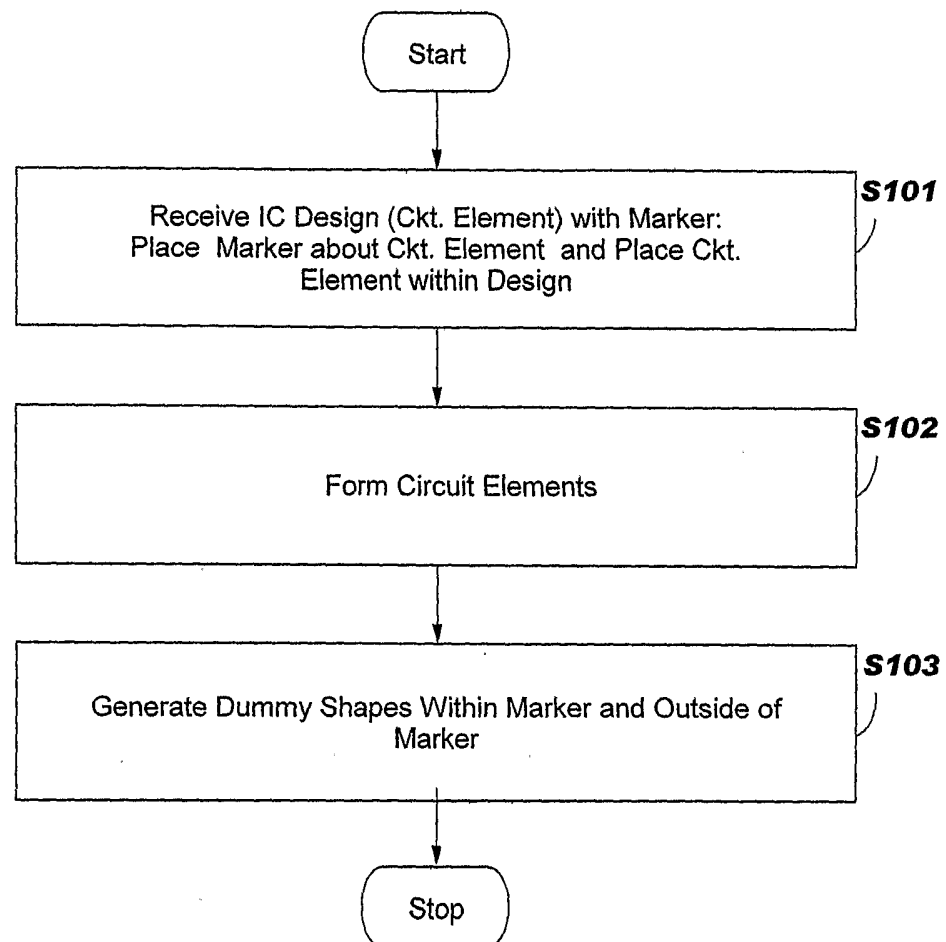 Start
S101
Receive IC Design (Ckt. Element) with Marker:
Place Marker about Ckt. Element and Place Ckt.
Element within Design
S102
Form Circuit Elements
S103
Generate Dummy Shapes Within Marker and Outside of
Marker
Stop